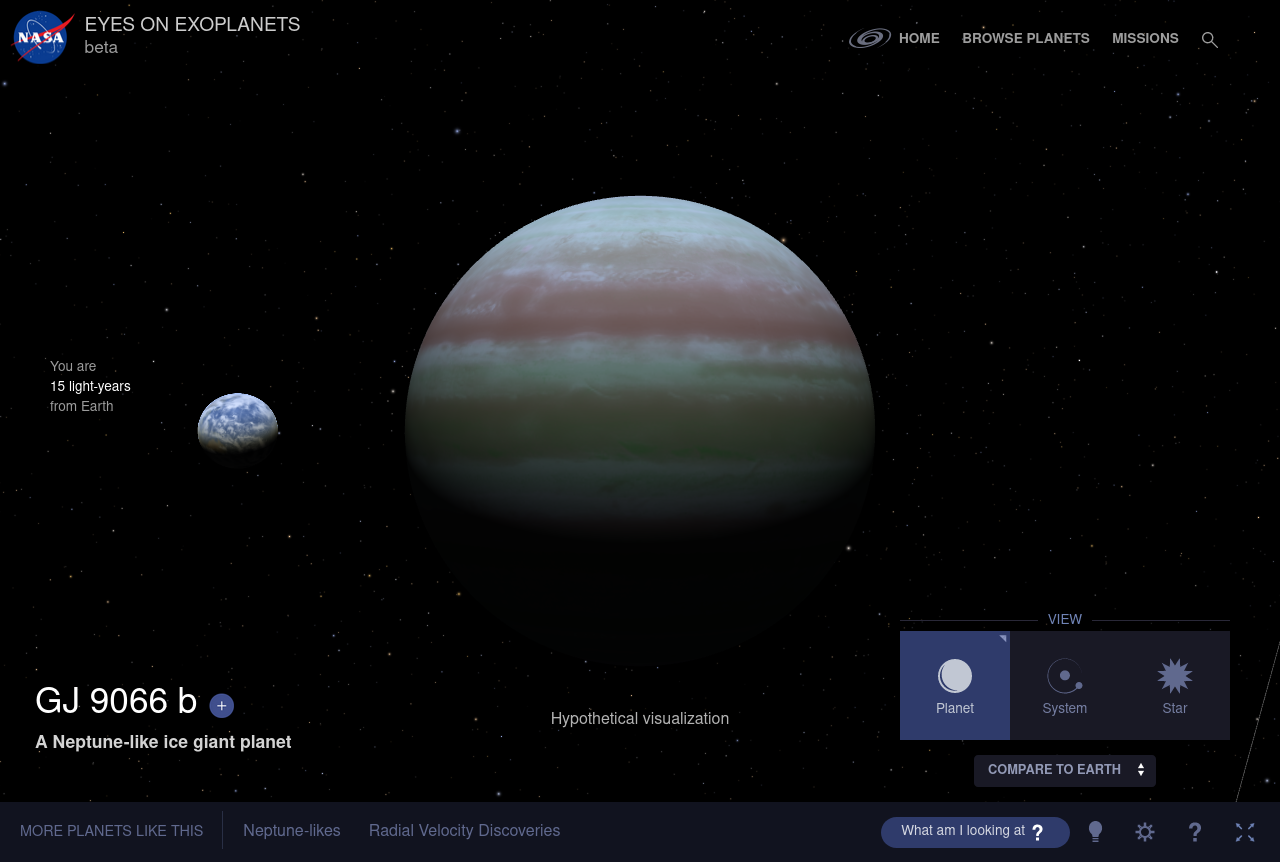 NASA
EYES ON EXOPLANETS
beta
HOME
BROWSE PLANETS
MISSIONS
You are
15 light-years
from Earth
VIEW
Planet
System
Star
GJ 9066 b +
A Neptune-like ice giant planet
Hypothetical visualization
COMPARE TO EARTH
MORE PLANETS LIKE THIS
Neptune-likes
Radial Velocity Discoveries
What am I looking at ?
?